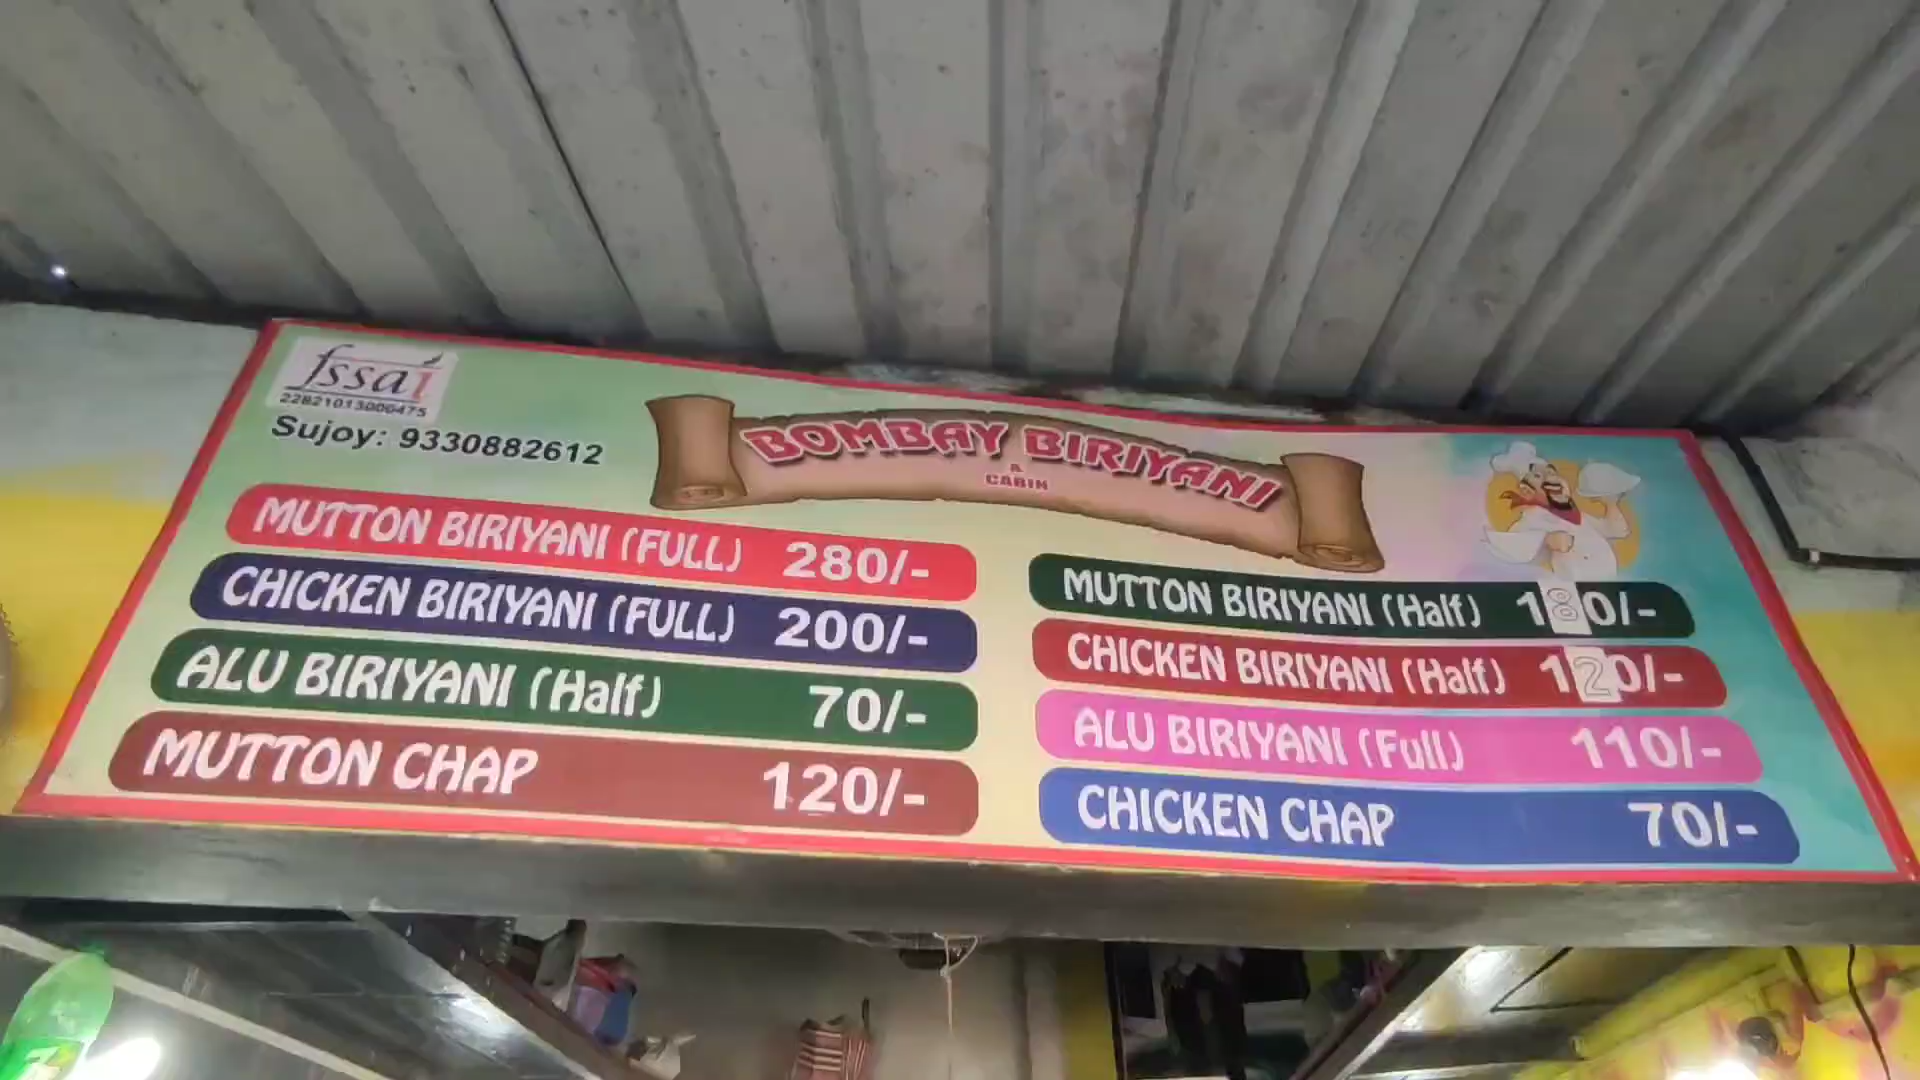 fssai
22821013000475
Sujoy: 9330882612
BOMBAY BIRIYANI
&
CABIN
MUTTON BIRIYANI (FULL) 280/-
CHICKEN BIRIYANI (FULL) 200/-
ALU BIRIYANI (Half) 70/-
MUTTON CHAP 120/-
MUTTON BIRIYANI (Half) 180/-
CHICKEN BIRIYANI (Half) 120/-
ALU BIRIYANI (Full) 110/-
CHICKEN CHAP 70/-